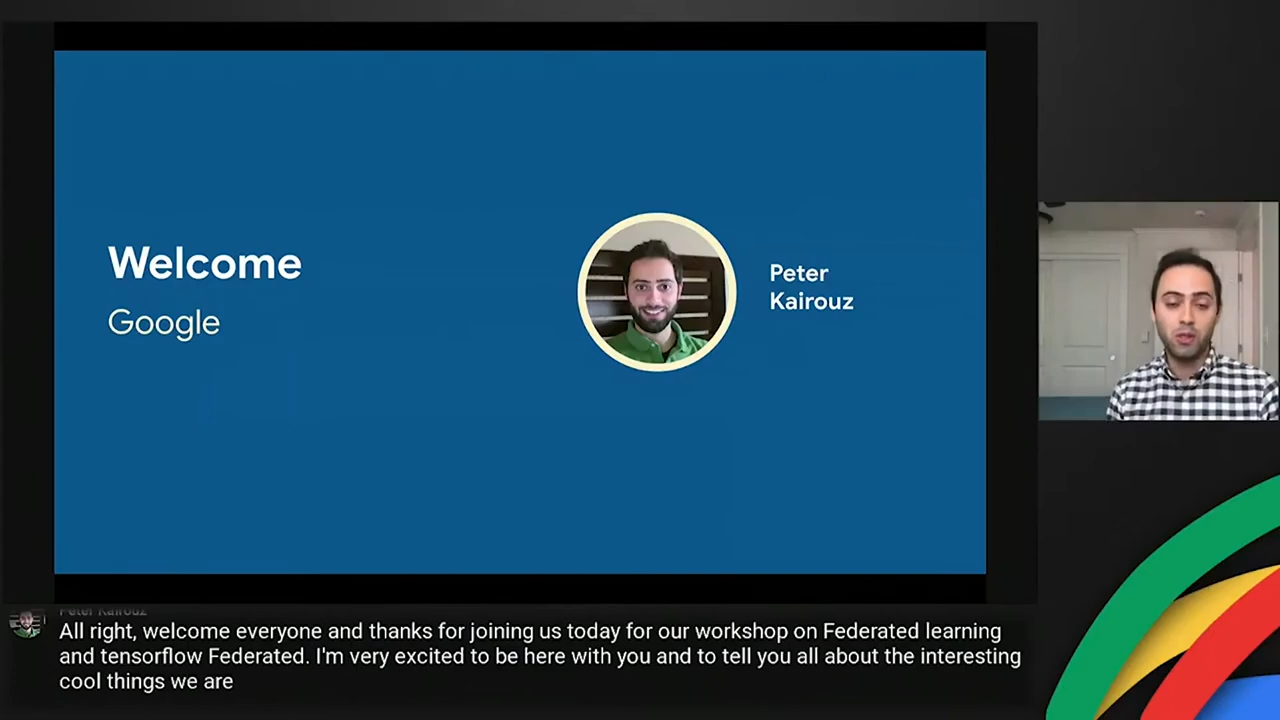 Welcome
Google
Peter
Kairouz
Peter Kairouz
All right, welcome everyone and thanks for joining us today for our workshop on Federated learning
and tensorflow Federated. I'm very excited to be here with you and to tell you all about the interesting
cool things we are